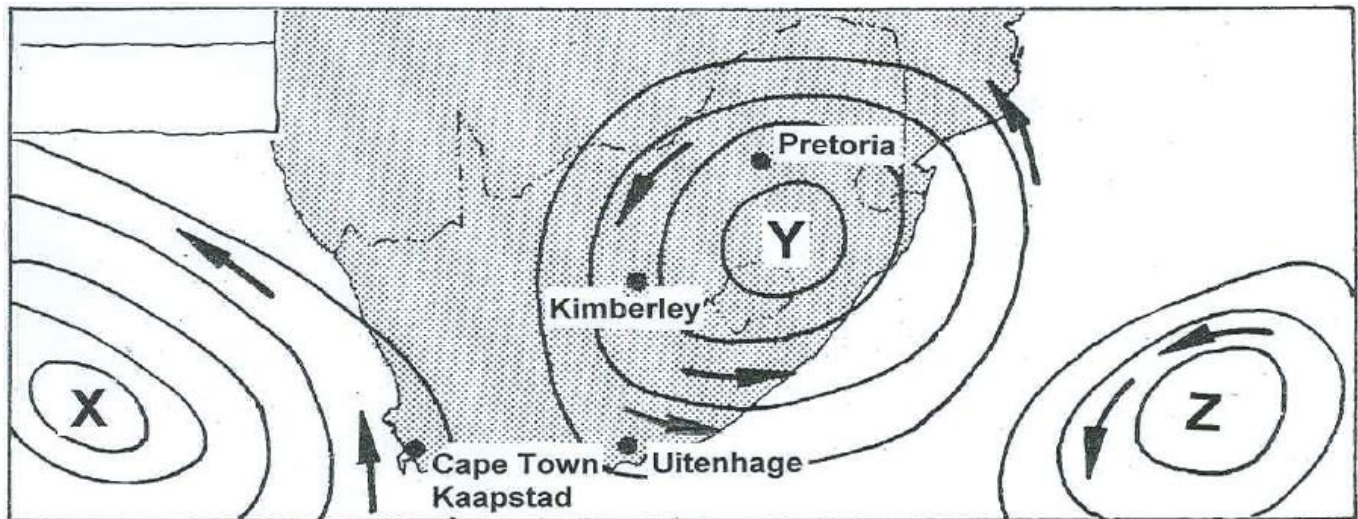 Pretoria
Y
Kimberley
X
Z
Cape Town
Kaapstad
Uitenhage